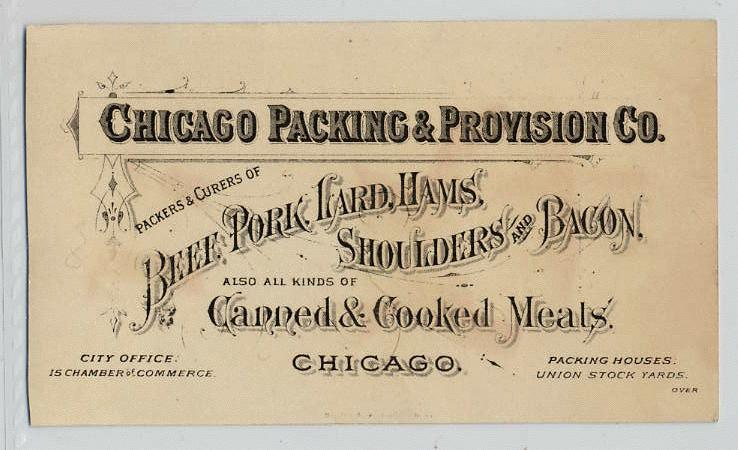 CHICAGO PACKING & PROVISION CO.
PACKERS & CURERS OF
BEEF, PORK, LARD, HAMS,
SHOULDERS AND BACON.
ALSO ALL KINDS OF
Canned & Cooked Meats.
CHICAGO.
CITY OFFICE:
15 CHAMBER of COMMERCE.
PACKING HOUSES:
UNION STOCK YARDS.
OVER